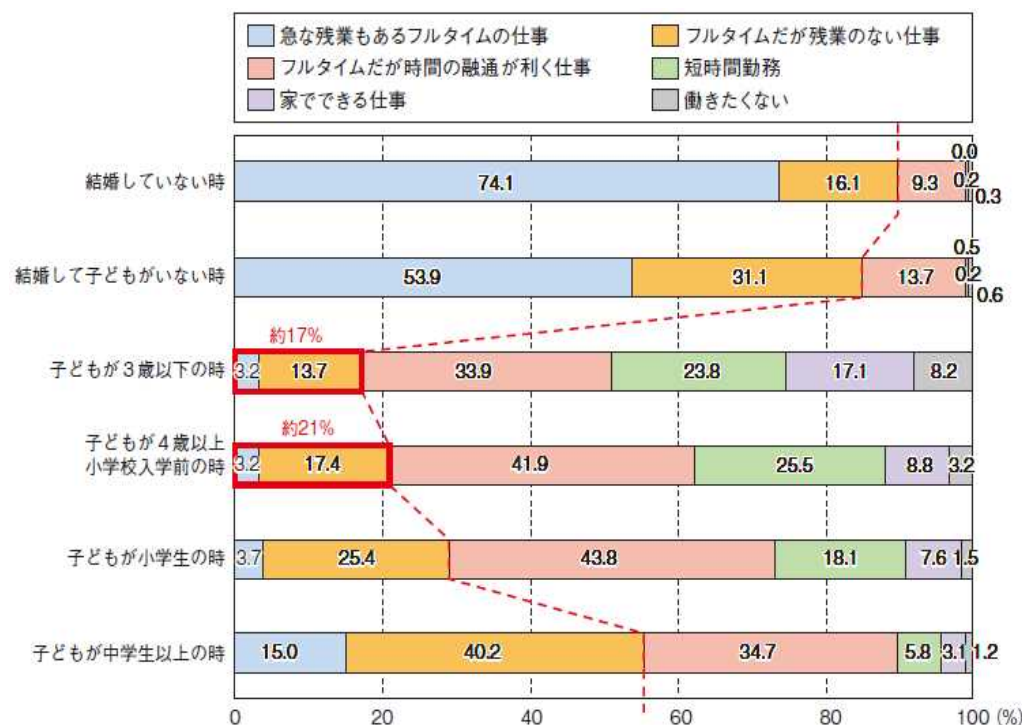 急な残業もあるフルタイムの仕事 フルタイムだが残業のない仕事
フルタイムだが時間の融通が利く仕事 短時間勤務
家でできる仕事 働きたくない
結婚していない時 74.1 16.1 9.3 0.0 0.2 0.3
結婚して子どもがいない時 53.9 31.1 13.7 0.5 0.2 0.6
約17%
子どもが3歳以下の時 3.2 13.7 33.9 23.8 17.1 8.2
約21%
子どもが4歳以上
小学校入学前の時 3.2 17.4 41.9 25.5 8.8 3.2
子どもが小学生の時 3.7 25.4 43.8 18.1 7.6 1.5
子どもが中学生以上の時 15.0 40.2 34.7 5.8 3.1 1.2
0 20 40 60 80 100 (%)